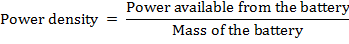 Power density = Power available from the battery / Mass of the battery